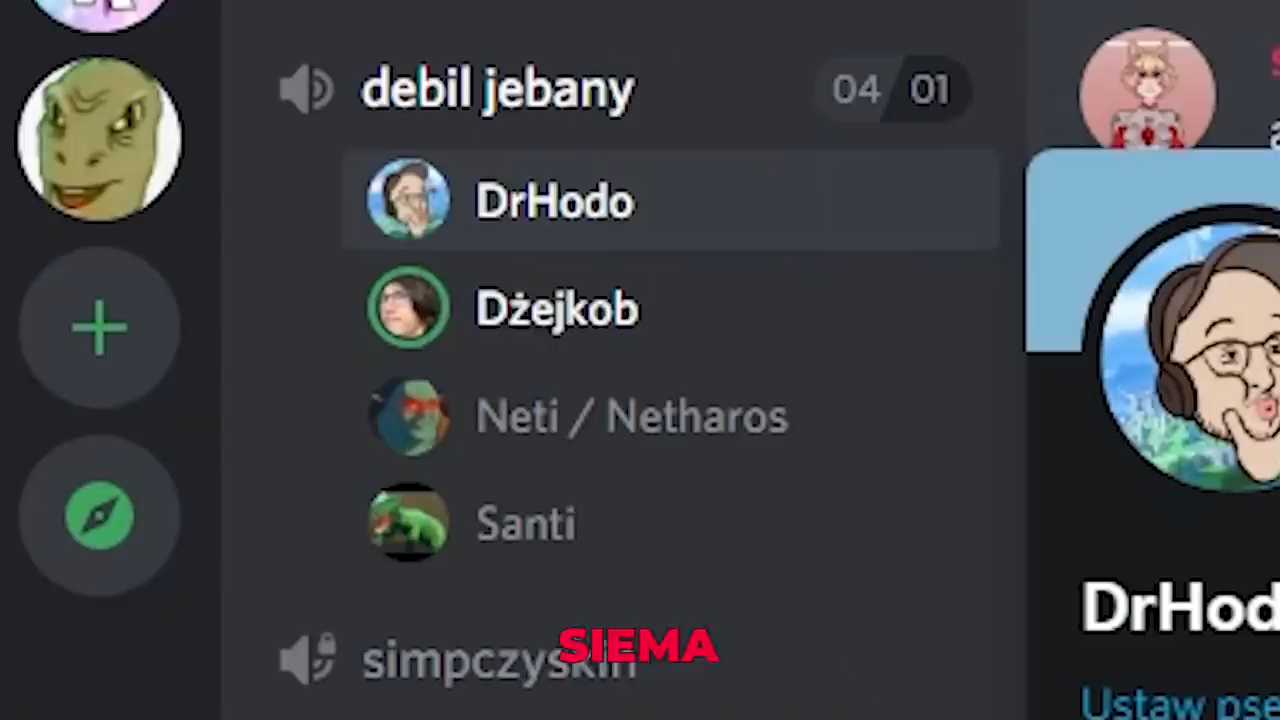 debil jebany
04 01
DrHodo
Dżejkob
Neti / Netharos
Santi
SIEMA
DrHod
Ustaw pse